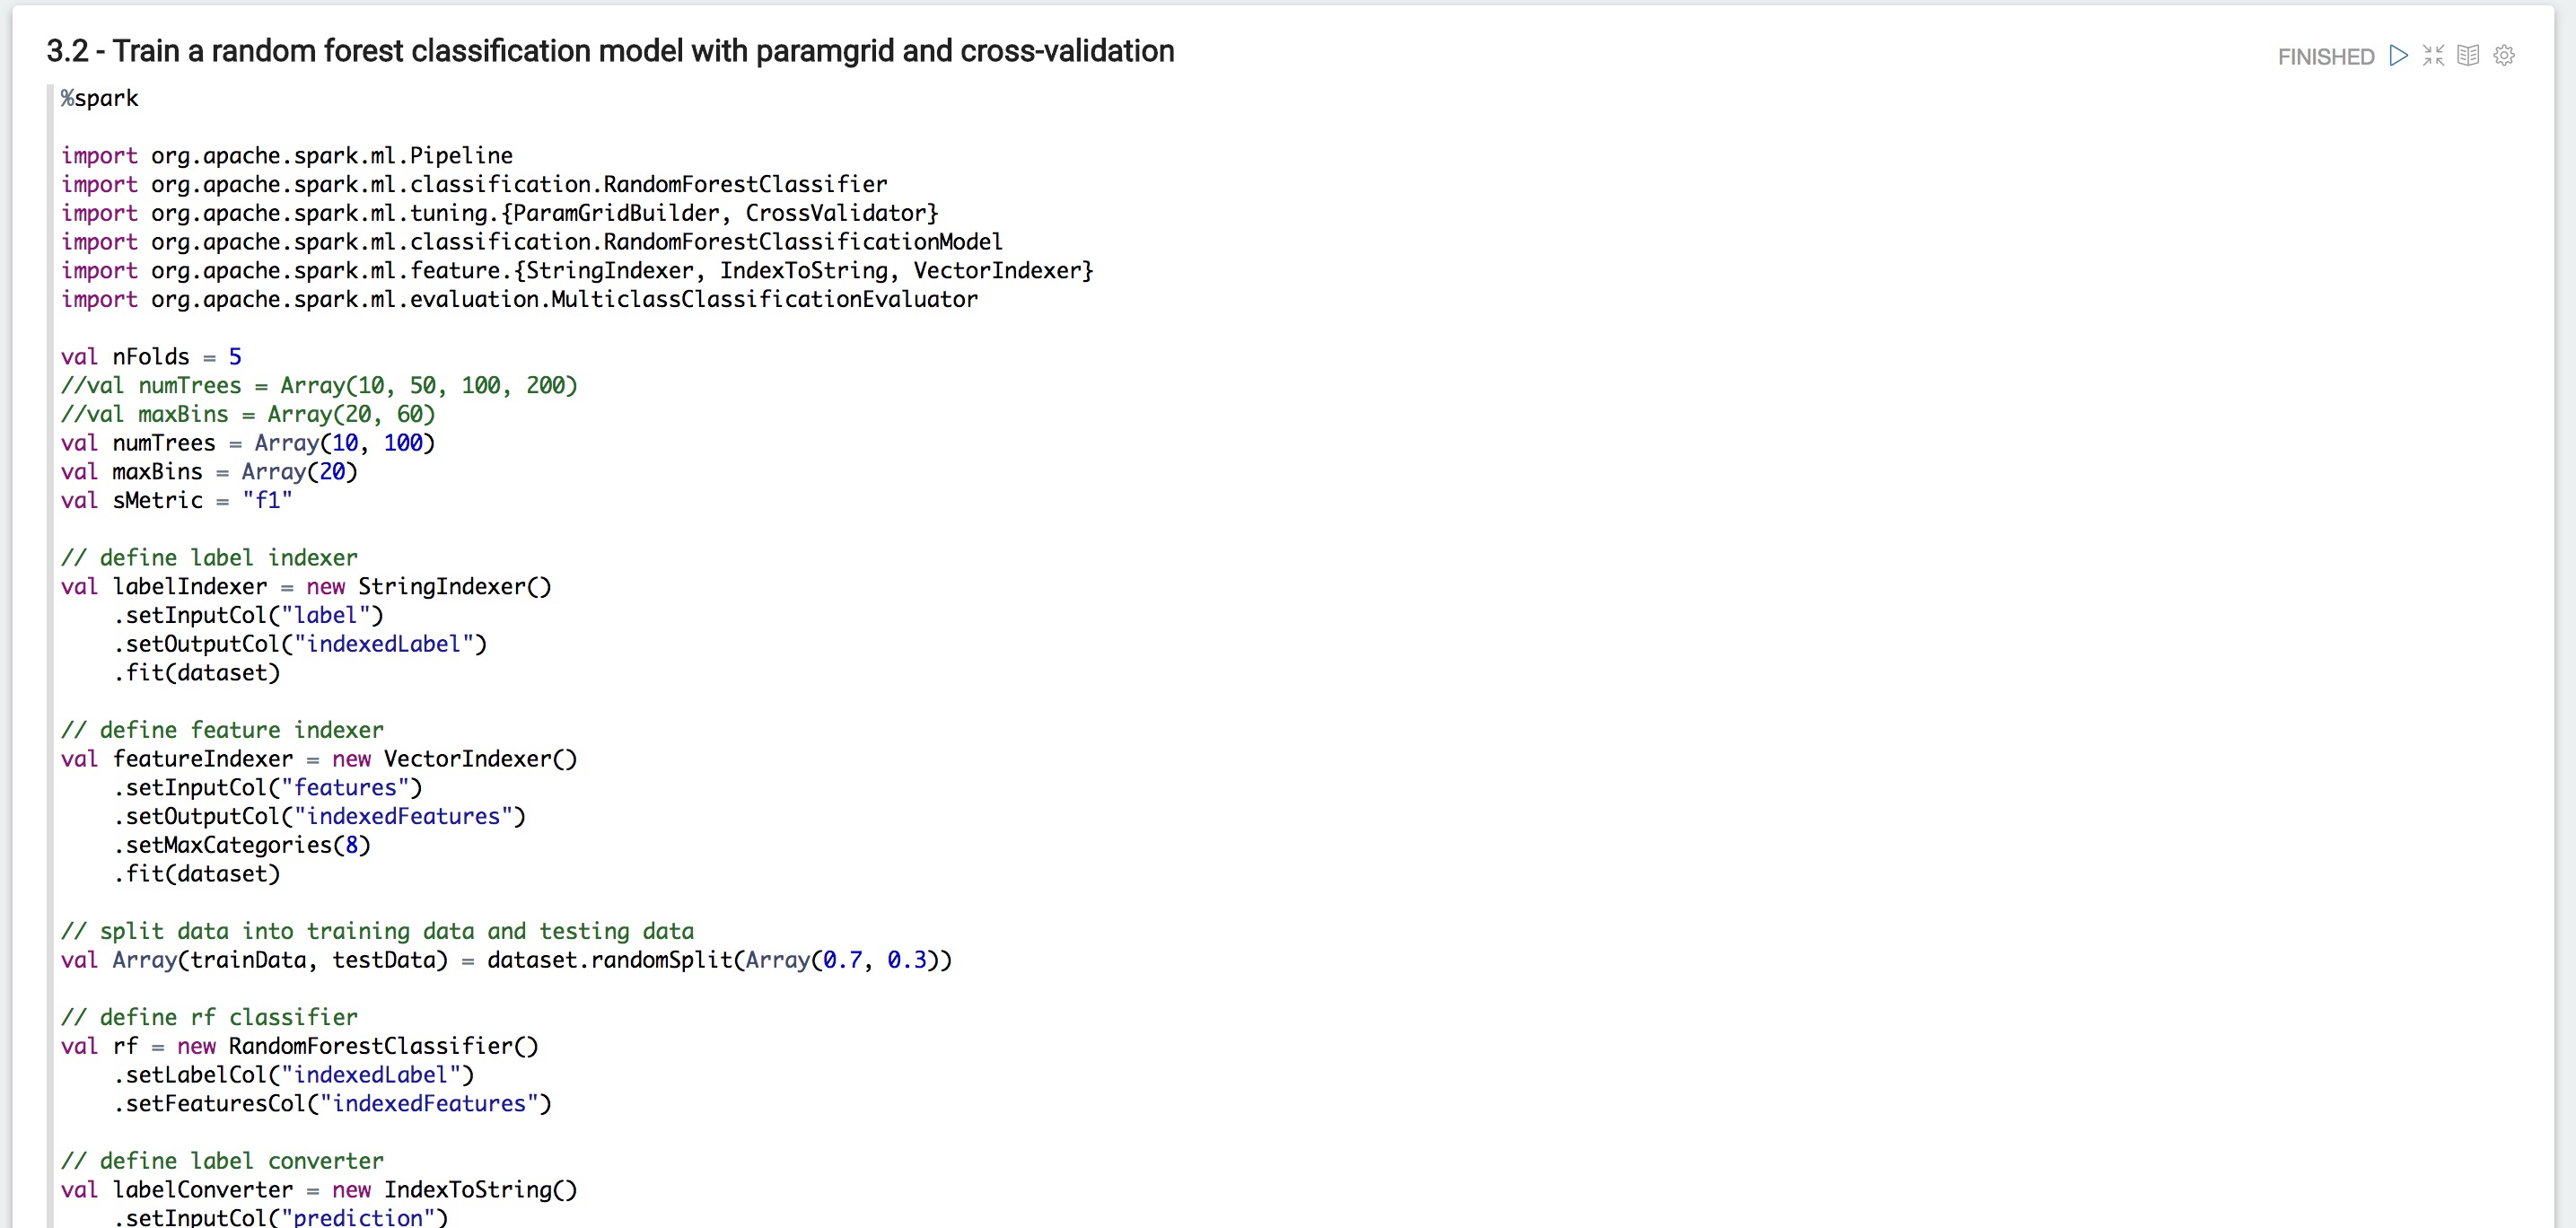 3.2 - Train a random forest classification model with paramgrid and cross-validation
FINISHED
%spark
import org.apache.spark.ml.Pipeline
import org.apache.spark.ml.classification.RandomForestClassifier
import org.apache.spark.ml.tuning.{ParamGridBuilder, CrossValidator}
import org.apache.spark.ml.classification.RandomForestClassificationModel
import org.apache.spark.ml.feature.{StringIndexer, IndexToString, VectorIndexer}
import org.apache.spark.ml.evaluation.MulticlassClassificationEvaluator
val nFolds = 5
//val numTrees = Array(10, 50, 100, 200)
//val maxBins = Array(20, 60)
val numTrees = Array(10, 100)
val maxBins = Array(20)
val sMetric = "f1"
// define label indexer
val labelIndexer = new StringIndexer()
.setInputCol("label")
.setOutputCol("indexedLabel")
.fit(dataset)
// define feature indexer
val featureIndexer = new VectorIndexer()
.setInputCol("features")
.setOutputCol("indexedFeatures")
.setMaxCategories(8)
.fit(dataset)
// split data into training data and testing data
val Array(trainData, testData) = dataset.randomSplit(Array(0.7, 0.3))
// define rf classifier
val rf = new RandomForestClassifier()
.setLabelCol("indexedLabel")
.setFeaturesCol("indexedFeatures")
// define label converter
val labelConverter = new IndexToString()
.setInputCol("prediction")